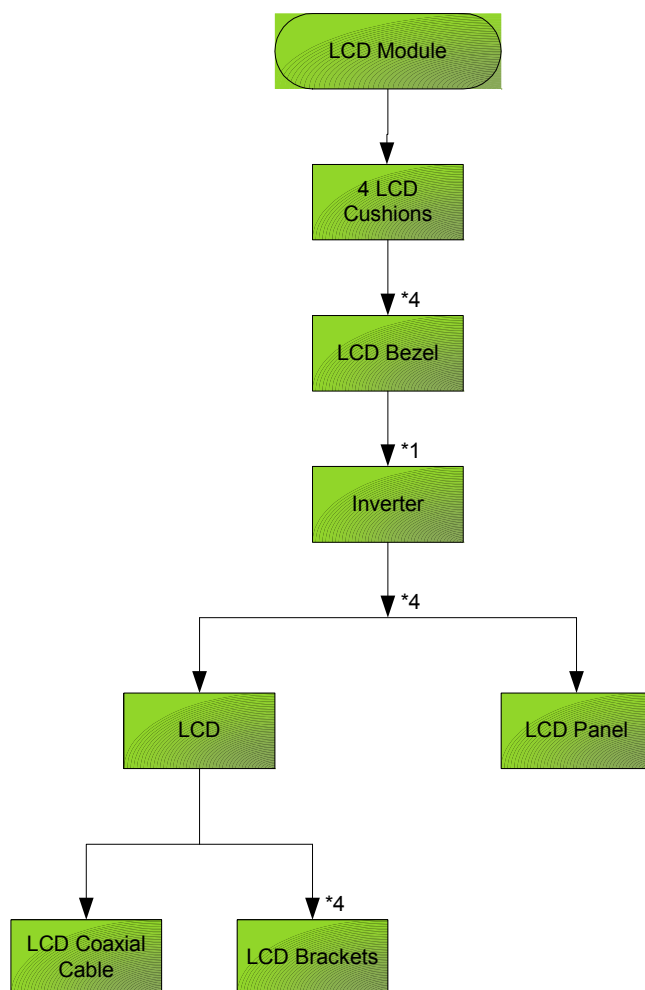 LCD Module
4 LCD
Cushions
*4
LCD Bezel
*1
Inverter
*4
LCD
LCD Panel
*4
LCD Coaxial
Cable
LCD Brackets